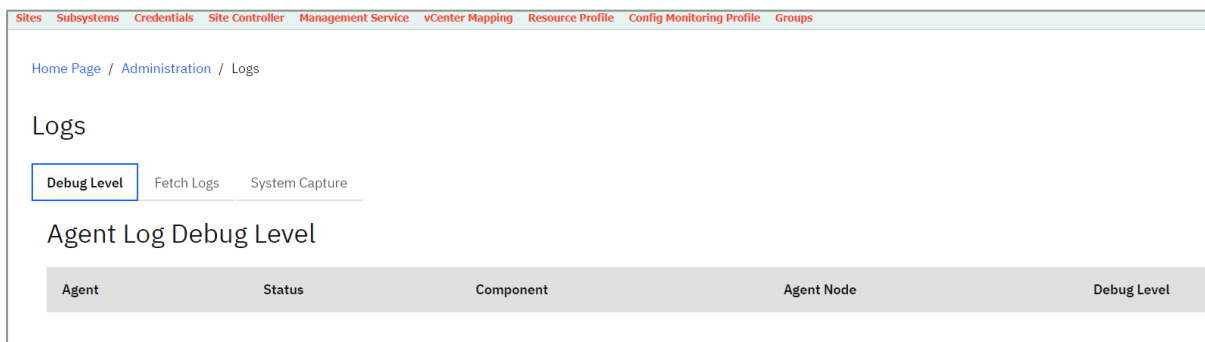 Sites Subsystems Credentials Site Controller Management Service vCenter Mapping Resource Profile Config Monitoring Profile Groups
Home Page / Administration / Logs
Logs
Debug Level Fetch Logs System Capture
Agent Log Debug Level
Agent Status Component Agent Node Debug Level